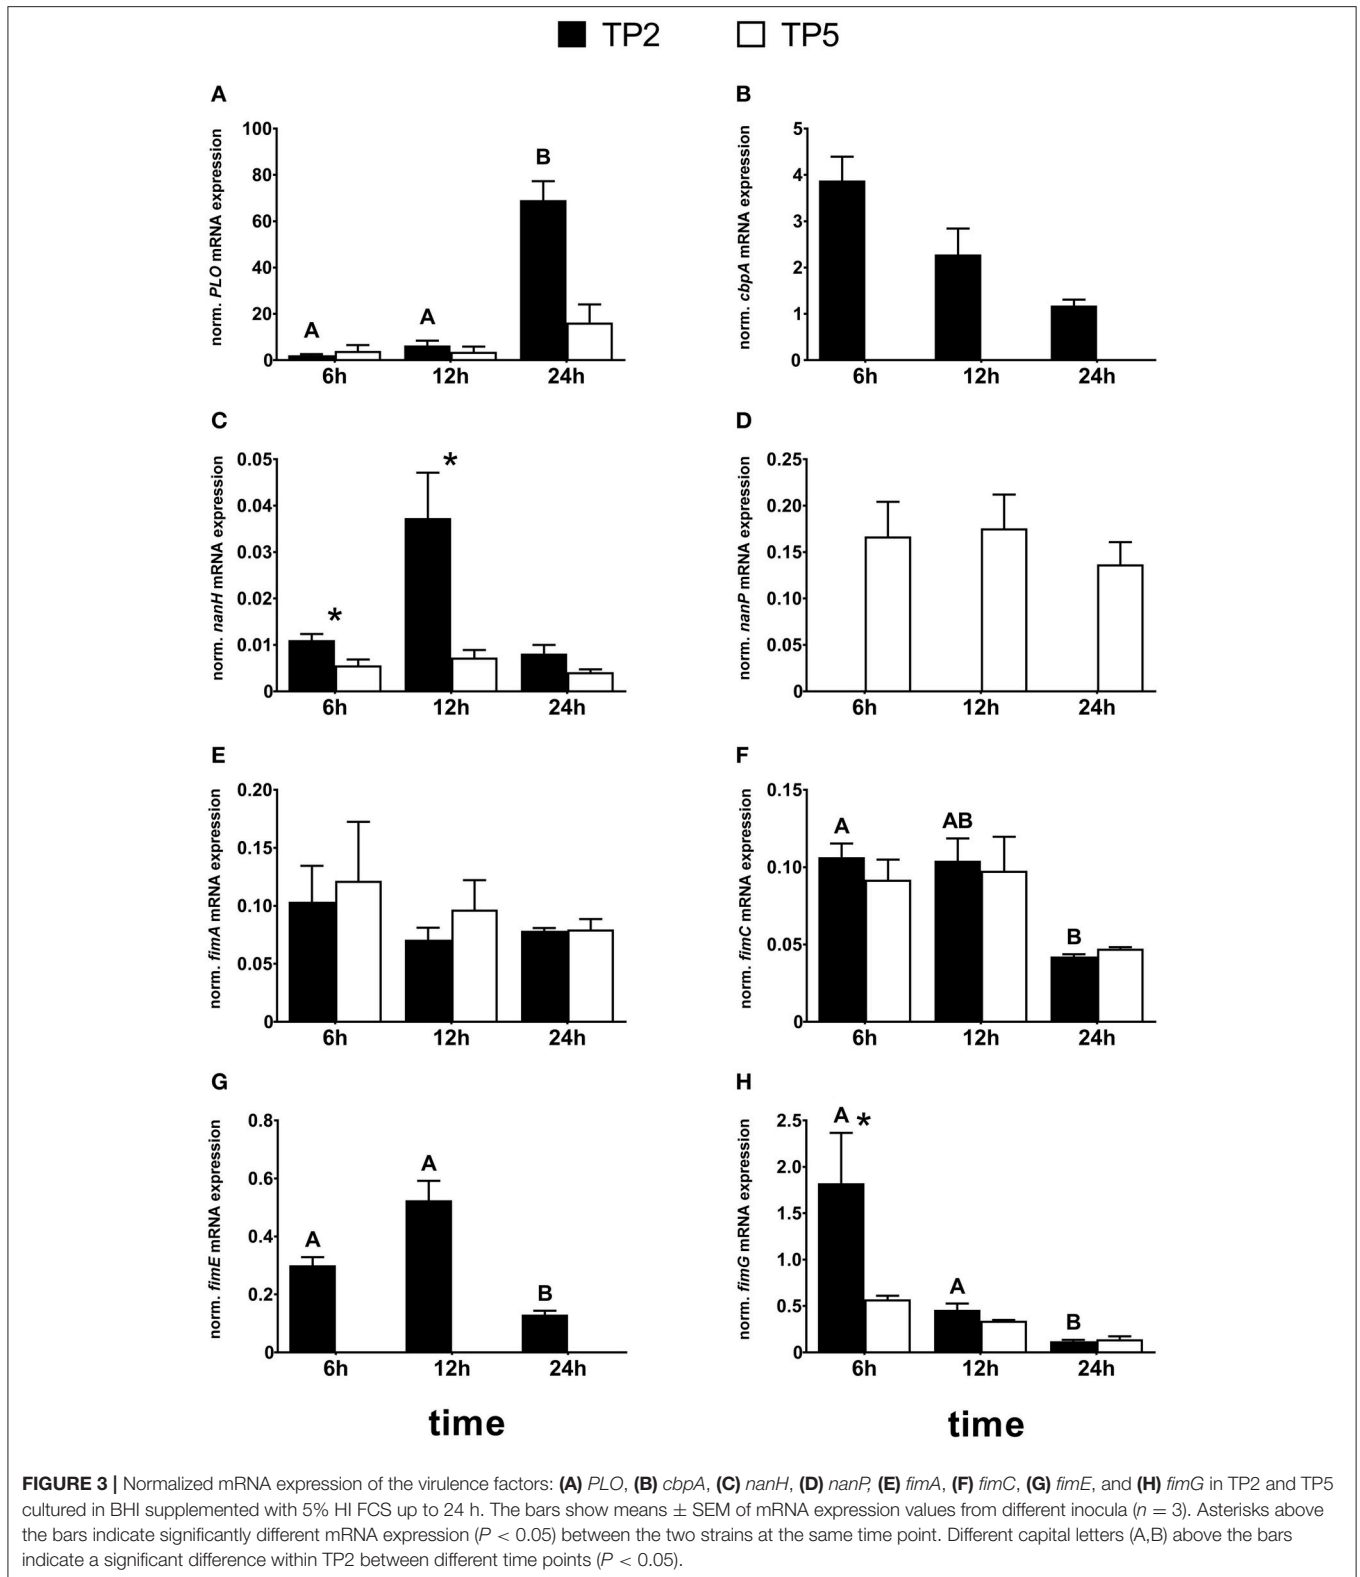 TP2 TP5
A
norm. PLO mRNA expression
100
80
60
40
20
0
A
A
B
6h 12h 24h
B
norm. cbpA mRNA expression
5
4
3
2
1
0
6h 12h 24h
C
norm. nanH mRNA expression
0.05
0.04
0.03
0.02
0.01
0
*
*
6h 12h 24h
D
norm. nanP mRNA expression
0.25
0.20
0.15
0.10
0.05
0
6h 12h 24h
E
norm. fimA mRNA expression
0.20
0.15
0.10
0.05
0
6h 12h 24h
F
norm. fimC mRNA expression
0.15
0.10
0.05
0
A
AB
B
6h 12h 24h
G
norm. fimE mRNA expression
0.8
0.6
0.4
0.2
0
A
A
B
6h 12h 24h
time
H
norm. fimG mRNA expression
2.5
2.0
1.5
1.0
0.5
0
A *
A
B
6h 12h 24h
time
FIGURE 3 | Normalized mRNA expression of the virulence factors: (A) PLO, (B) cbpA, (C) nanH, (D) nanP, (E) fimA, (F) fimC, (G) fimE, and (H) fimG in TP2 and TP5
cultured in BHI supplemented with 5% HI FCS up to 24 h. The bars show means ± SEM of mRNA expression values from different inocula (n = 3). Asterisks above
the bars indicate significantly different mRNA expression (P < 0.05) between the two strains at the same time point. Different capital letters (A,B) above the bars
indicate a significant difference within TP2 between different time points (P < 0.05).